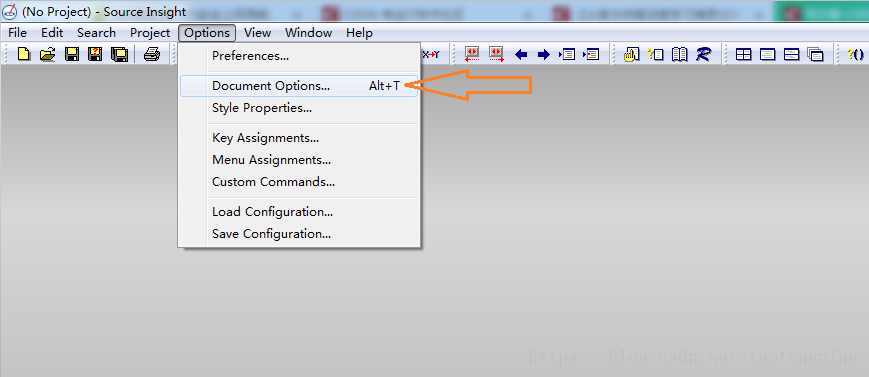 (No Project) - Source Insight
File Edit Search Project Options View Window Help
Preferences...
Document Options... Alt+T
Style Properties...
Key Assignments...
Menu Assignments...
Custom Commands...
Load Configuration...
Save Configuration...
https://blog.csdn.net/taotongning